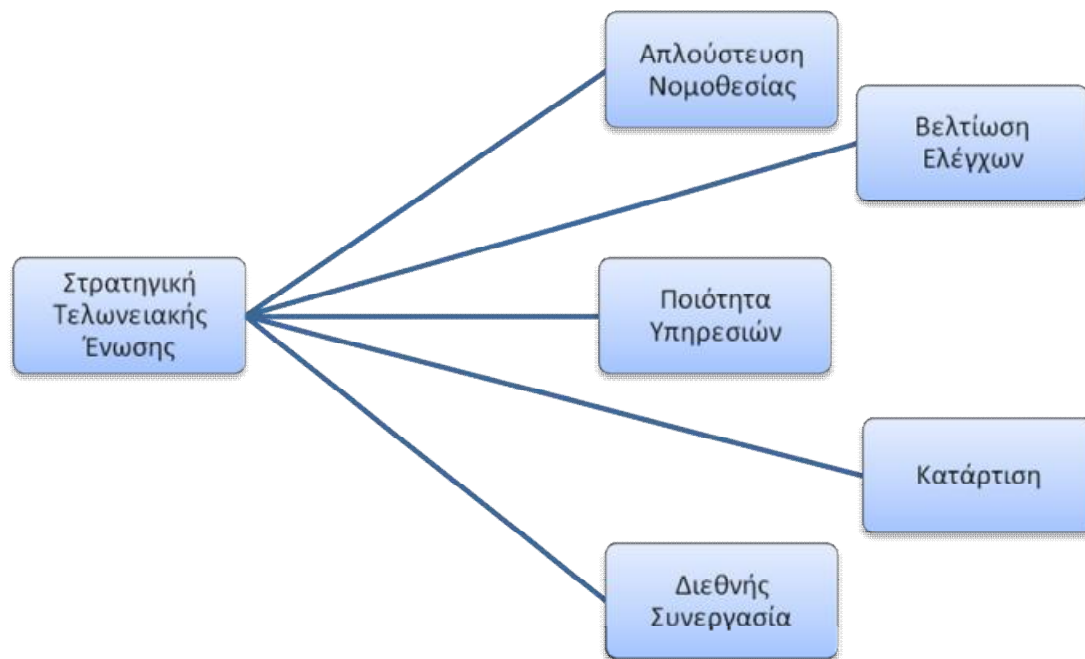 Απλούστευση
Νομοθεσίας
Βελτίωση
Ελέγχων
Στρατηγική
Τελωνειακής
Ένωσης
Ποιότητα
Υπηρεσιών
Κατάρτιση
Διεθνής
Συνεργασία